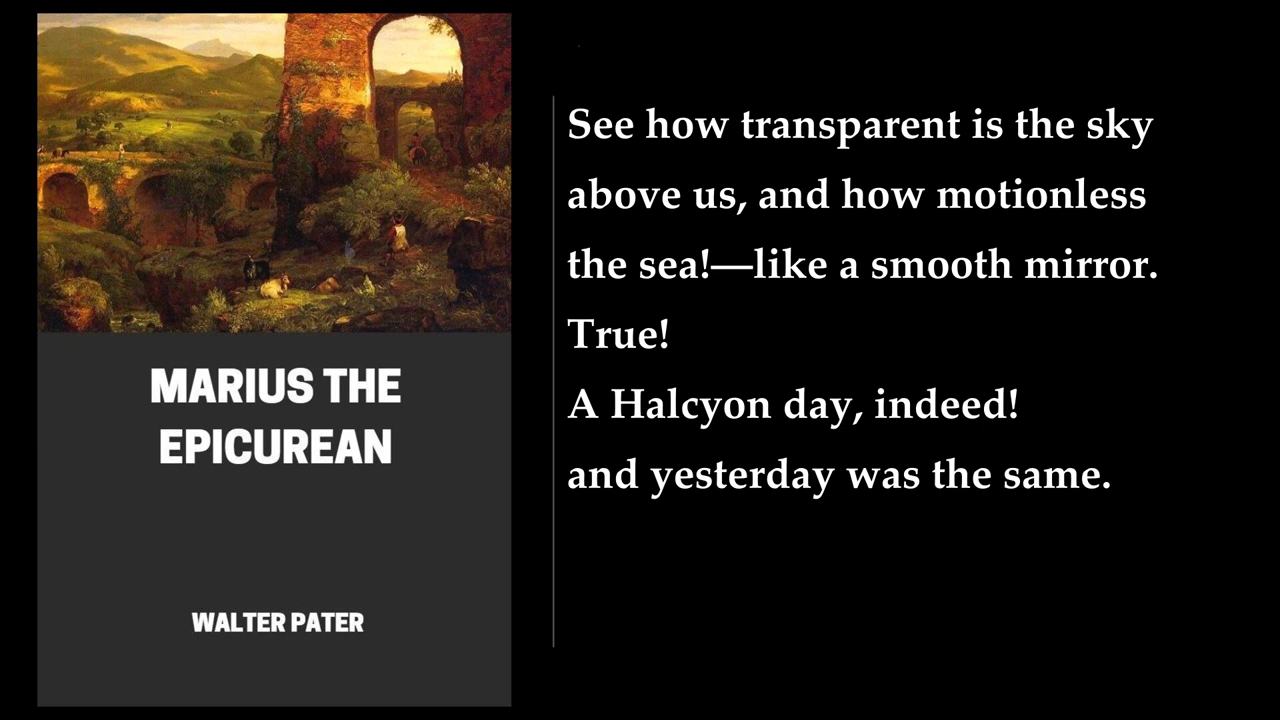 MARIUS THE
EPICUREAN
WALTER PATER
See how transparent is the sky
above us, and how motionless
the sea!—like a smooth mirror.
True!
A Halcyon day, indeed!
and yesterday was the same.